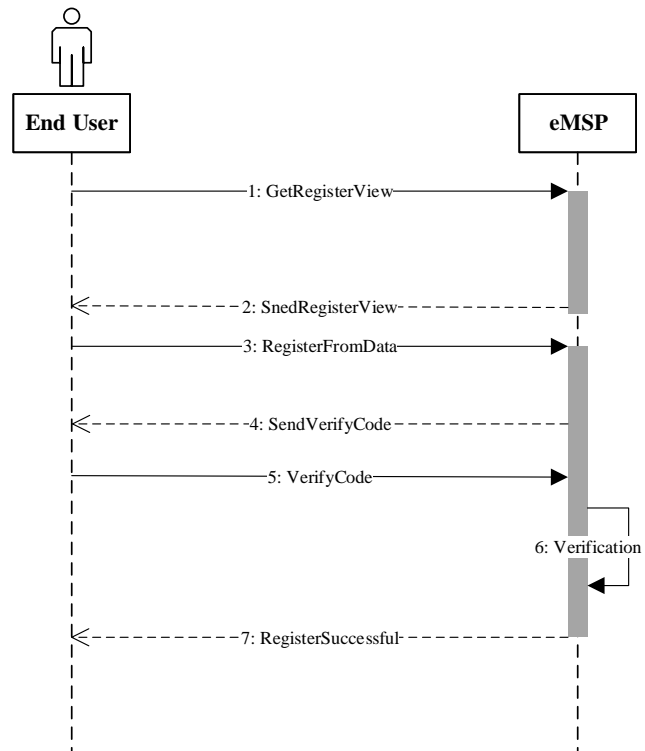 End User
eMSP
1: GetRegisterView
2: SnedRegisterView
3: RegisterFromData
4: SendVerifyCode
5: VerifyCode
6: Verification
7: RegisterSuccessful